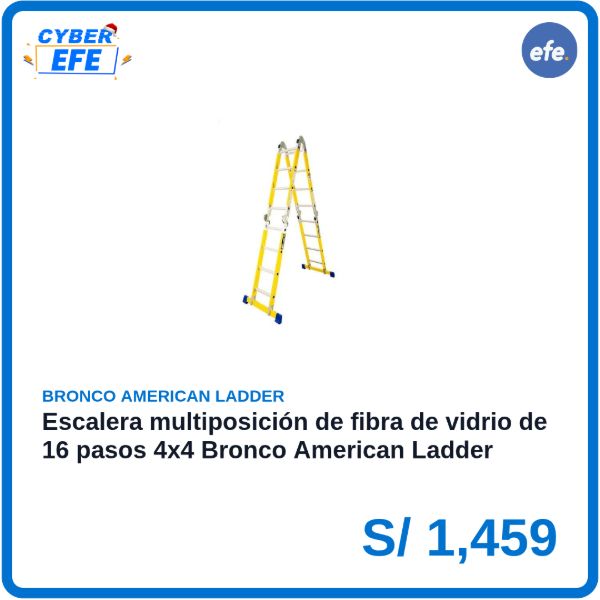 CYBER
EFE
efe.
BRONCO AMERICAN LADDER
Escalera multiposición de fibra de vidrio de
16 pasos 4x4 Bronco American Ladder
S/ 1,459